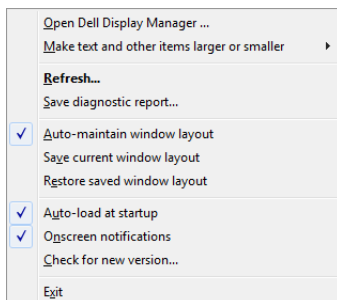 Open Dell Display Manager ...
Make text and other items larger or smaller
Refresh...
Save diagnostic report...
Auto-maintain window layout
Save current window layout
Restore saved window layout
Auto-load at startup
Onscreen notifications
Check for new version...
Exit